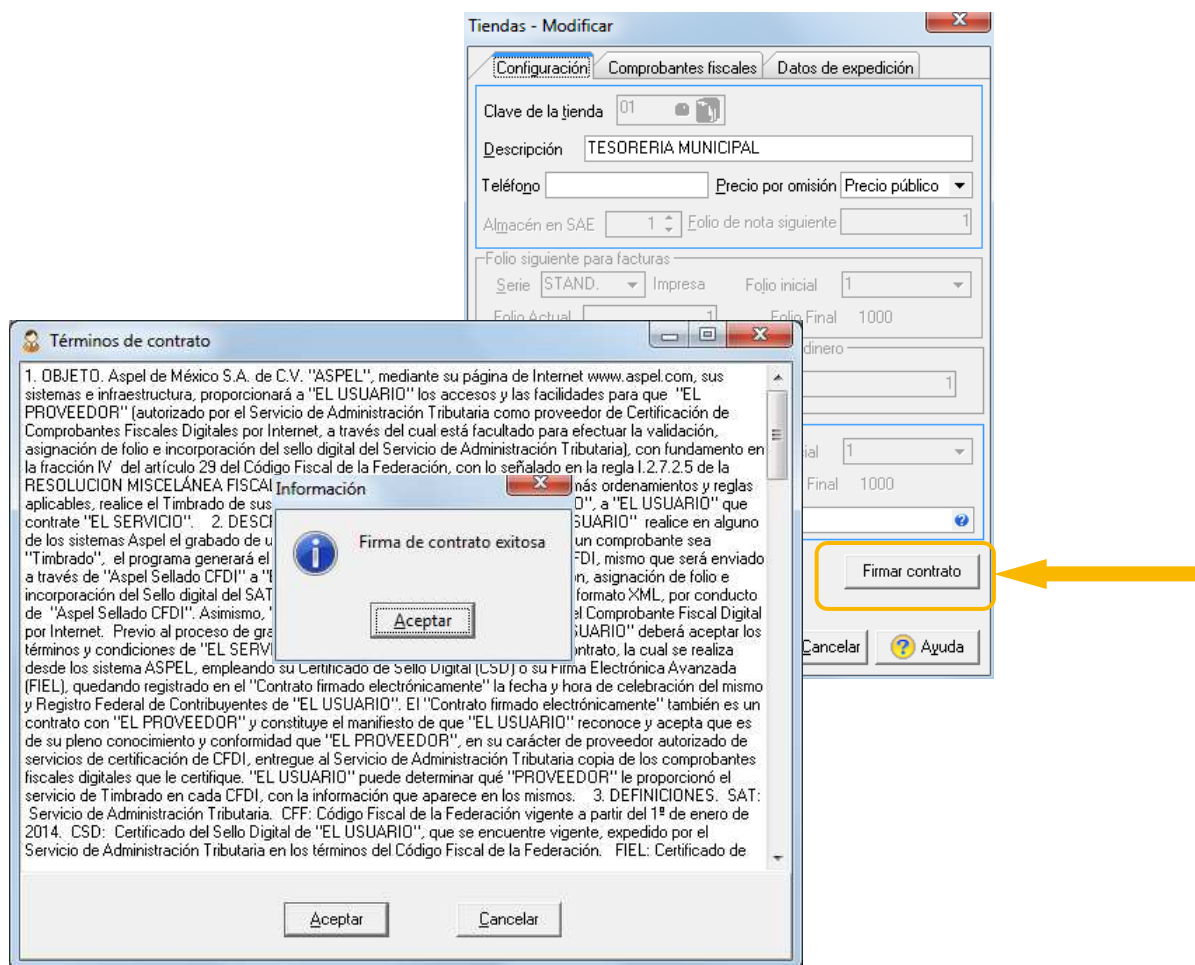 Tiendas - Modificar
Configuración Comprobantes fiscales Datos de expedición
Clave de la tienda 01
Descripción TESORERIA MUNICIPAL
Teléfono Precio por omisión Precio público
Almacén en SAE 1 Folio de nota siguiente 1
Folio siguiente para facturas
Serie STAND. Impresa Folio inicial 1
Folio Actual 1 Folio Final 1000
dinero
1
ial 1
Final 1000
Firmar contrato
Cancelar Ayuda
Términos de contrato
1. OBJETO. Aspel de México S.A. de C.V. "ASPEL", mediante su página de Internet www.aspel.com, sus
sistemas e infraestructura, proporcionará a "EL USUARIO" los accesos y las facilidades para que "EL
PROVEEDOR" (autorizado por el Servicio de Administración Tributaria como proveedor de Certificación de
Comprobantes Fiscales Digitales por Internet, a través del cual está facultado para efectuar la validación,
asignación de folio e incorporación del sello digital del Servicio de Administración Tributaria), con fundamento en
la fracción IV del artículo 29 del Código Fiscal de la Federación, con lo señalado en la regla I.2.7.2.5 de la
RESOLUCION MISCELÁNEA FISCAL más ordenamientos y reglas
aplicables, realice el Timbrado de sus O", a "EL USUARIO" que
contrate "EL SERVICIO". 2. DESC SUARIO" realice en alguno
de los sistemas Aspel el grabado de u un comprobante sea
"Timbrado", el programa generará el FDI, mismo que será enviado
a través de "Aspel Sellado CFDI" a "E n, asignación de folio e
incorporación del Sello digital del SAT formato XML, por conducto
de "Aspel Sellado CFDI". Asimismo, " el Comprobante Fiscal Digital
por Internet. Previo al proceso de gra SUARIO" deberá aceptar los
términos y condiciones de "EL SERVI ntrato, la cual se realiza
desde los sistema ASPEL, empleando su Certificado de Sello Digital (CSD) o su Firma Electrónica Avanzada
(FIEL), quedando registrado en el "Contrato firmado electrónicamente" la fecha y hora de celebración del mismo
y Registro Federal de Contribuyentes de "EL USUARIO". El "Contrato firmado electrónicamente" también es un
contrato con "EL PROVEEDOR" y constituye el manifiesto de que "EL USUARIO" reconoce y acepta que es
de su pleno conocimiento y conformidad que "EL PROVEEDOR", en su carácter de proveedor autorizado de
servicios de certificación de CFDI, entregue al Servicio de Administración Tributaria copia de los comprobantes
fiscales digitales que le certifique. "EL USUARIO" puede determinar qué "PROVEEDOR" le proporcionó el
servicio de Timbrado en cada CFDI, con la información que aparece en los mismos. 3. DEFINICIONES. SAT:
Servicio de Administración Tributaria. CFF: Código Fiscal de la Federación vigente a partir del 1º de enero de
2014. CSD: Certificado del Sello Digital de "EL USUARIO", que se encuentre vigente, expedido por el
Servicio de Administración Tributaria en los términos del Código Fiscal de la Federación. FIEL: Certificado de
Aceptar Cancelar
Información
Firma de contrato exitosa
Aceptar